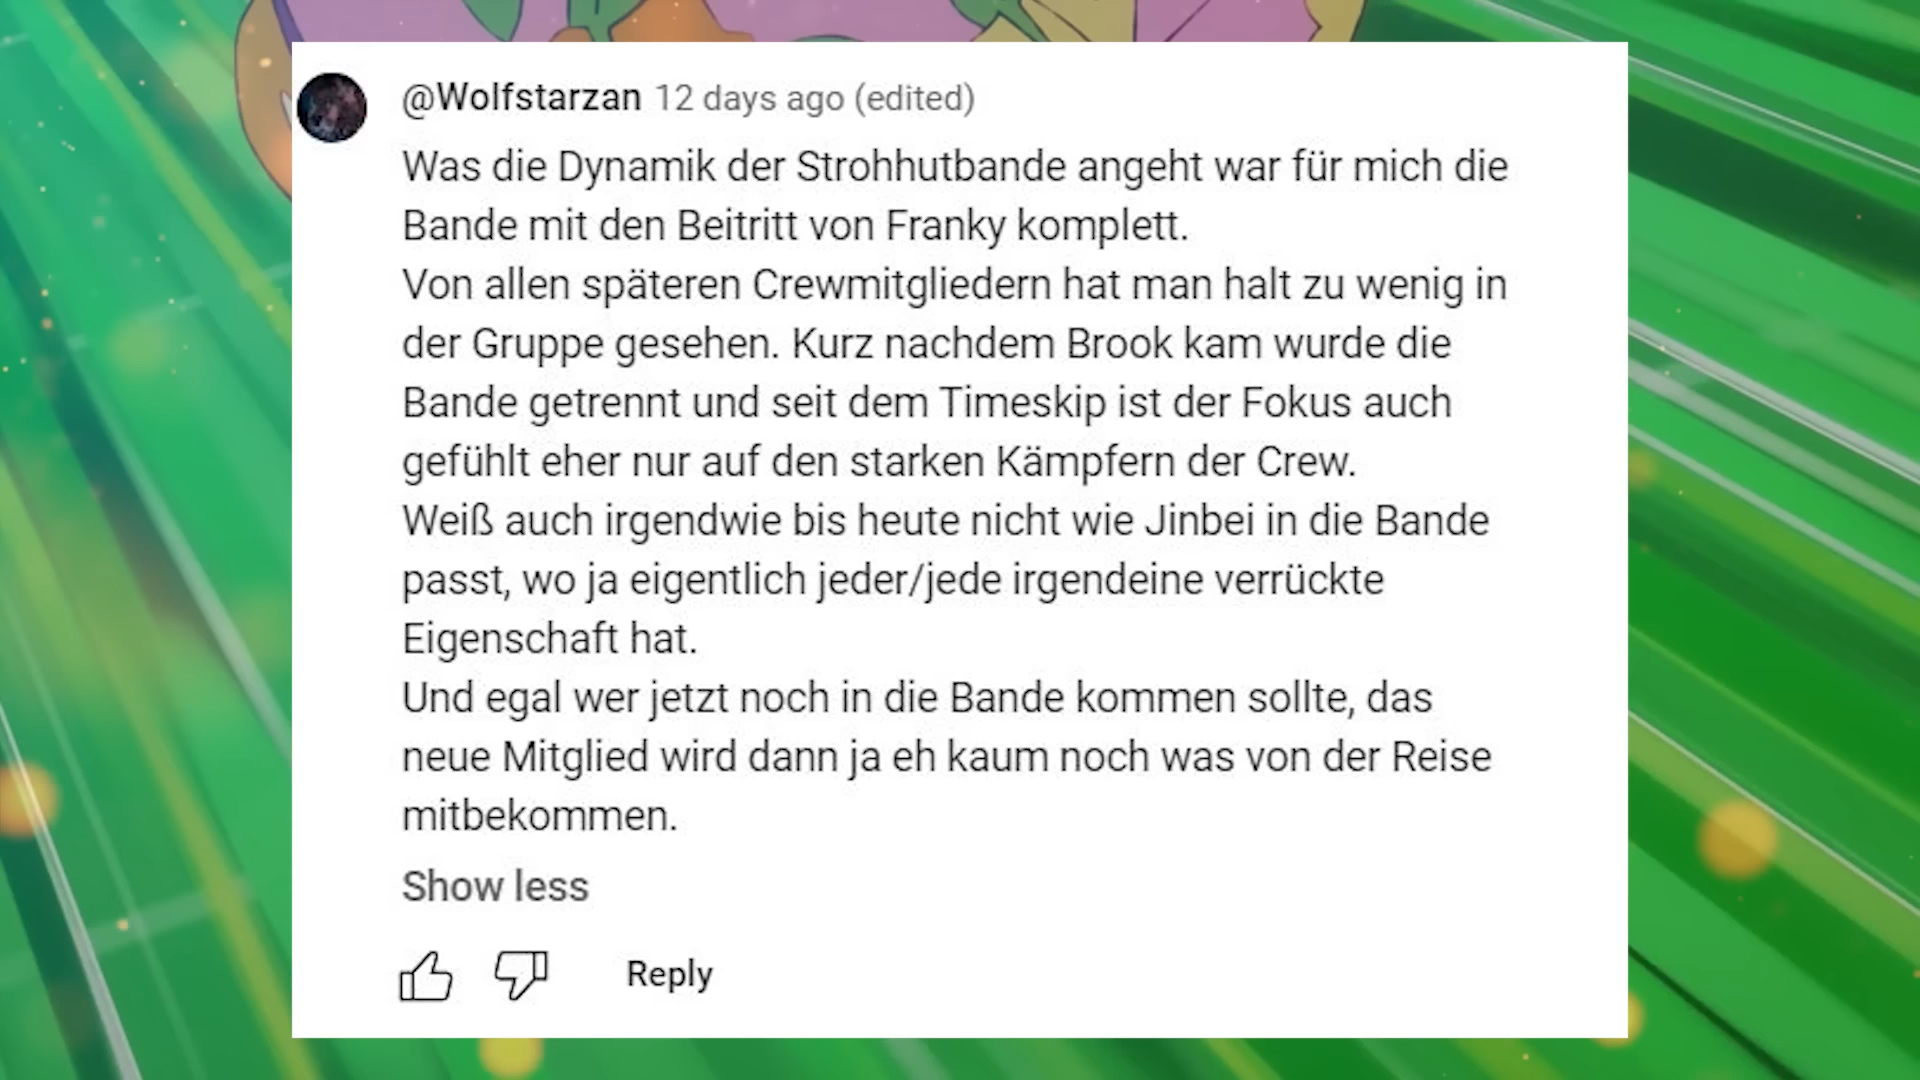 @Wolfstarzan 12 days ago (edited)
Was die Dynamik der Strohhutbande angeht war für mich die
Bande mit den Beitritt von Franky komplett.
Von allen späteren Crewmitgliedern hat man halt zu wenig in
der Gruppe gesehen. Kurz nachdem Brook kam wurde die
Bande getrennt und seit dem Timeskip ist der Fokus auch
gefühlt eher nur auf den starken Kämpfern der Crew.
Weiß auch irgendwie bis heute nicht wie Jinbei in die Bande
passt, wo ja eigentlich jeder/jede irgendeine verrückte
Eigenschaft hat.
Und egal wer jetzt noch in die Bande kommen sollte, das
neue Mitglied wird dann ja eh kaum noch was von der Reise
mitbekommen.
Show less
Reply